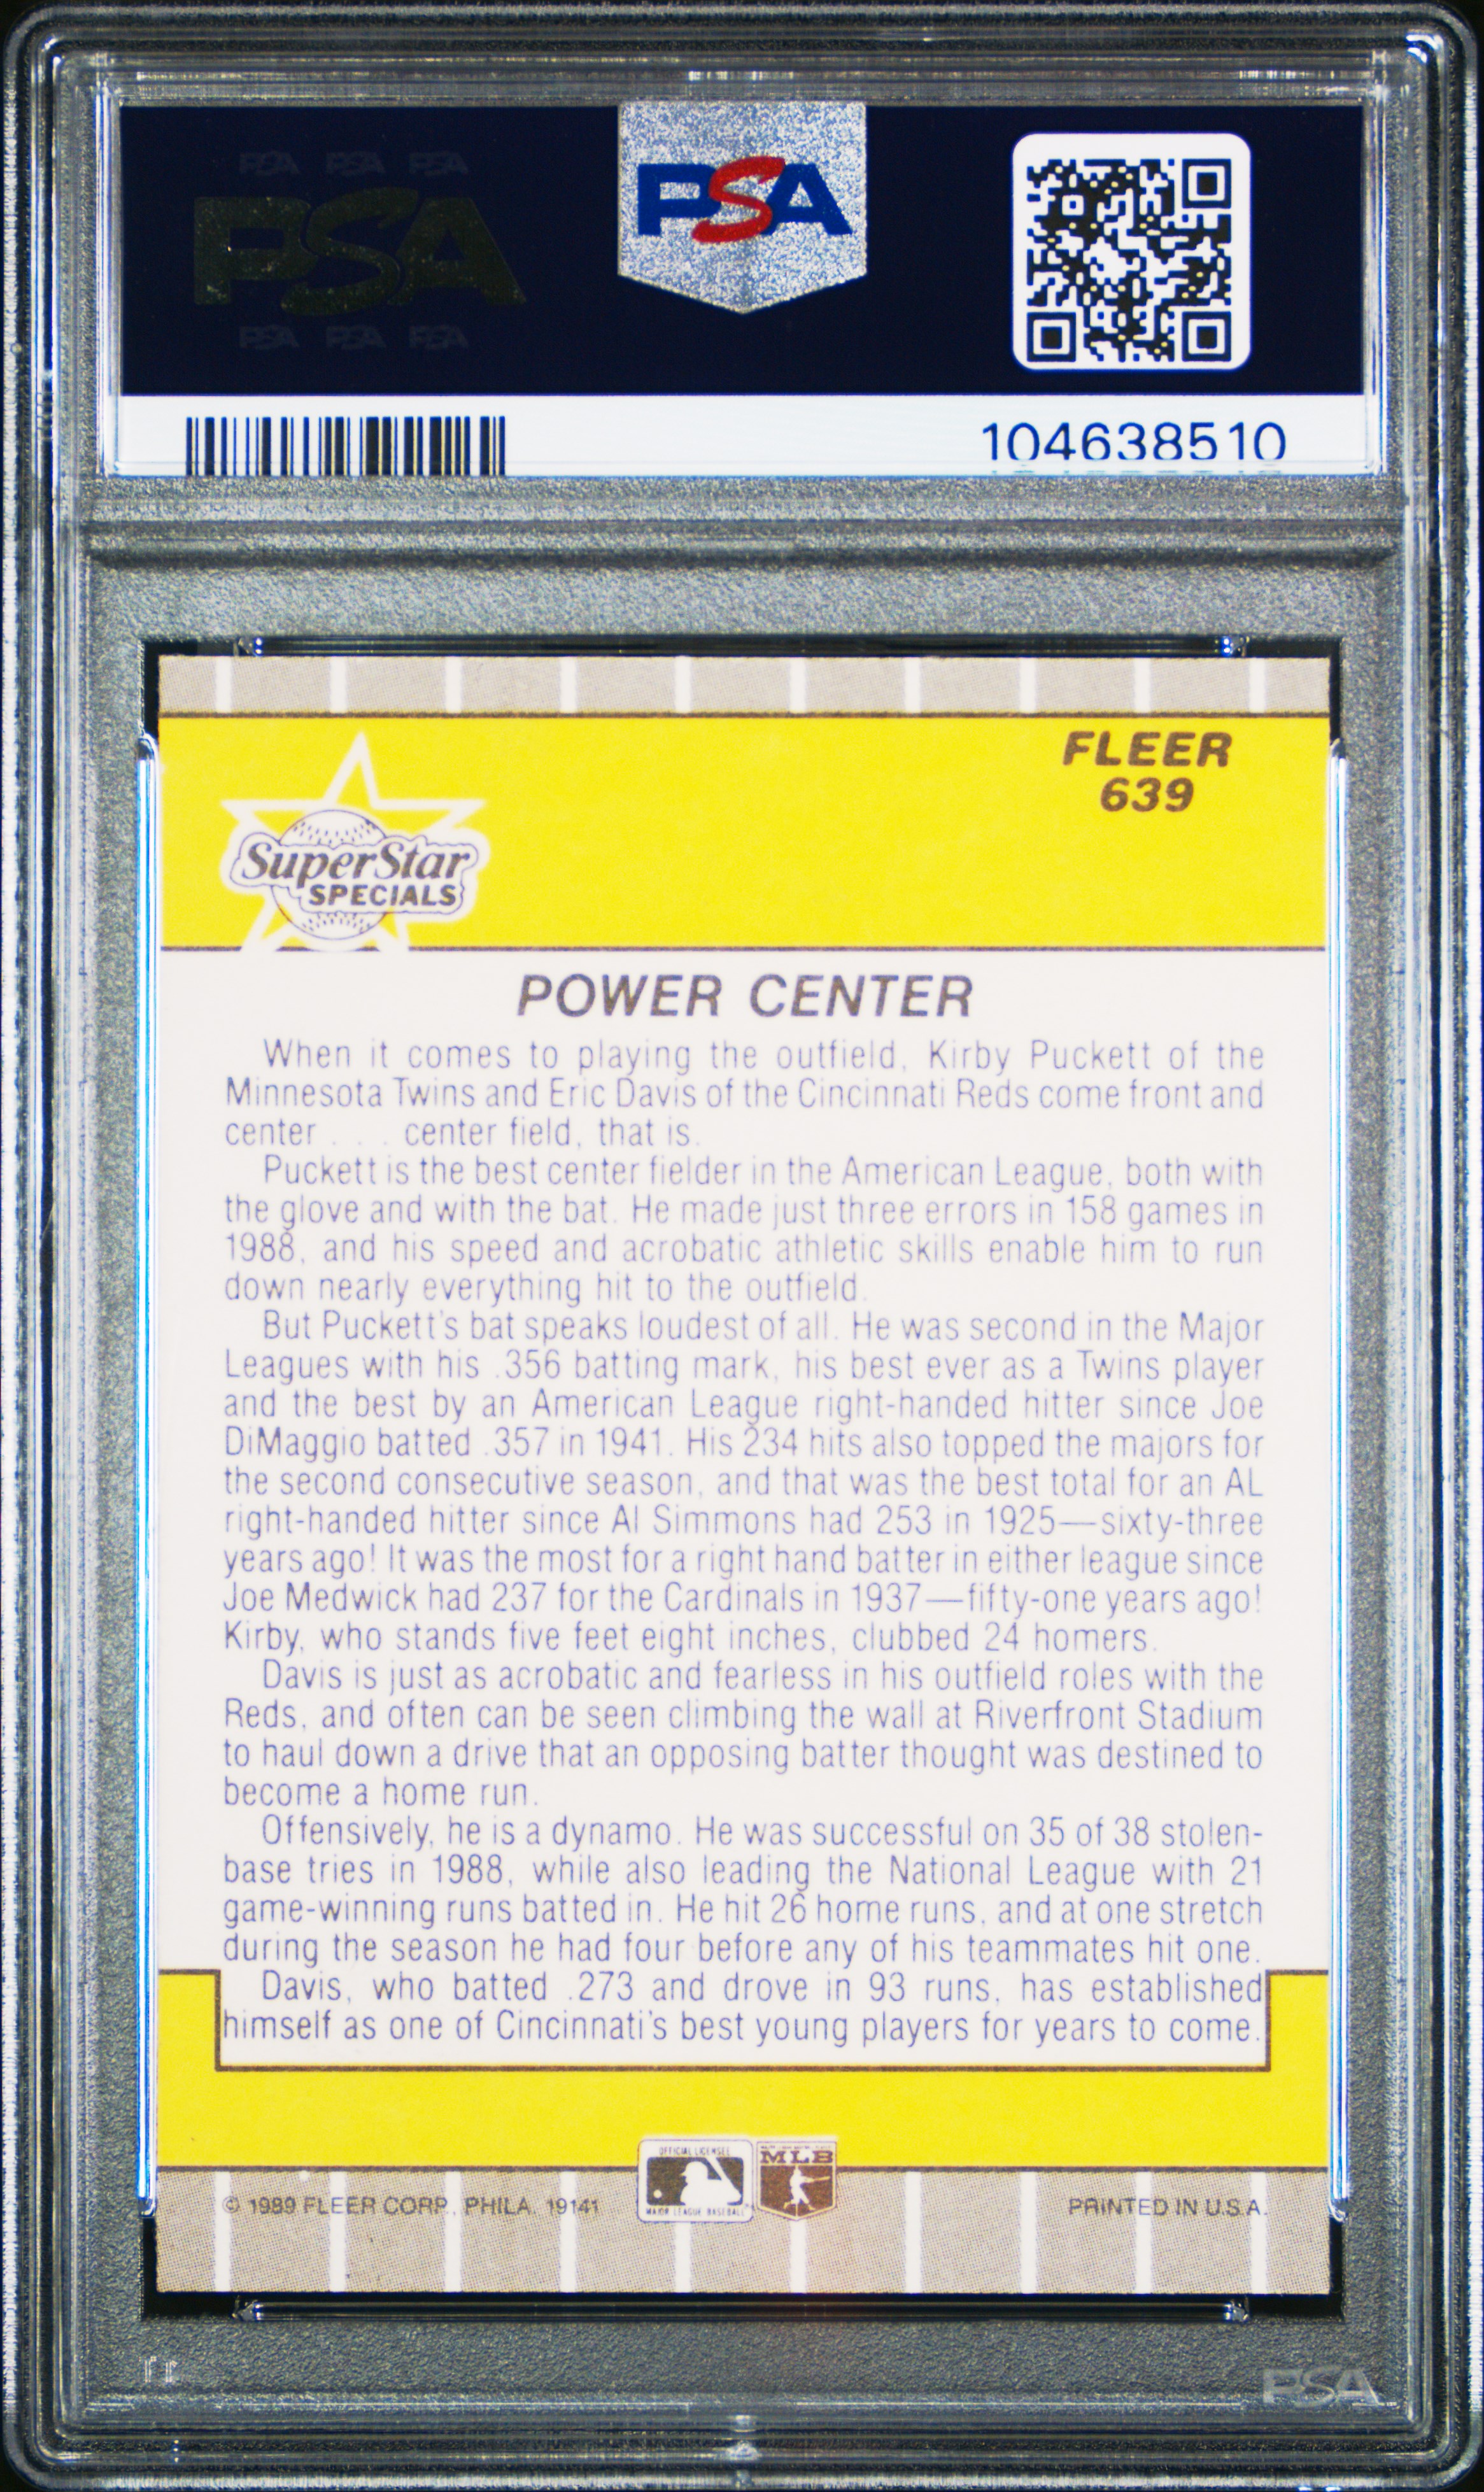 PSA PSA PSA
PSA
PSA PSA PSA
PSA
104638510
FLEER
639
SuperStar
SPECIALS
POWER CENTER
When it comes to playing the outfield, Kirby Puckett of the
Minnesota Twins and Eric Davis of the Cincinnati Reds come front and
center . . . center field, that is.
Puckett is the best center fielder in the American League, both with
the glove and with the bat. He made just three errors in 158 games in
1988, and his speed and acrobatic athletic skills enable him to run
down nearly everything hit to the outfield.
But Puckett's bat speaks loudest of all. He was second in the Major
Leagues with his .356 batting mark, his best ever as a Twins player
and the best by an American League right-handed hitter since Joe
DiMaggio batted .357 in 1941. His 234 hits also topped the majors for
the second consecutive season, and that was the best total for an AL
right-handed hitter since Al Simmons had 253 in 1925—sixty-three
years ago! It was the most for a right hand batter in either league since
Joe Medwick had 237 for the Cardinals in 1937—fifty-one years ago!
Kirby, who stands five feet eight inches, clubbed 24 homers.
Davis is just as acrobatic and fearless in his outfield roles with the
Reds, and often can be seen climbing the wall at Riverfront Stadium
to haul down a drive that an opposing batter thought was destined to
become a home run.
Offensively, he is a dynamo. He was successful on 35 of 38 stolen-
base tries in 1988, while also leading the National League with 21
game-winning runs batted in. He hit 26 home runs, and at one stretch
during the season he had four before any of his teammates hit one.
Davis, who batted .273 and drove in 93 runs, has established
himself as one of Cincinnati's best young players for years to come.
OFFICIAL LICENSEE
MAJOR LEAGUE BASEBALL
MLB
© 1989 FLEER CORP., PHILA. 19141
PRINTED IN U.S.A.
PSA